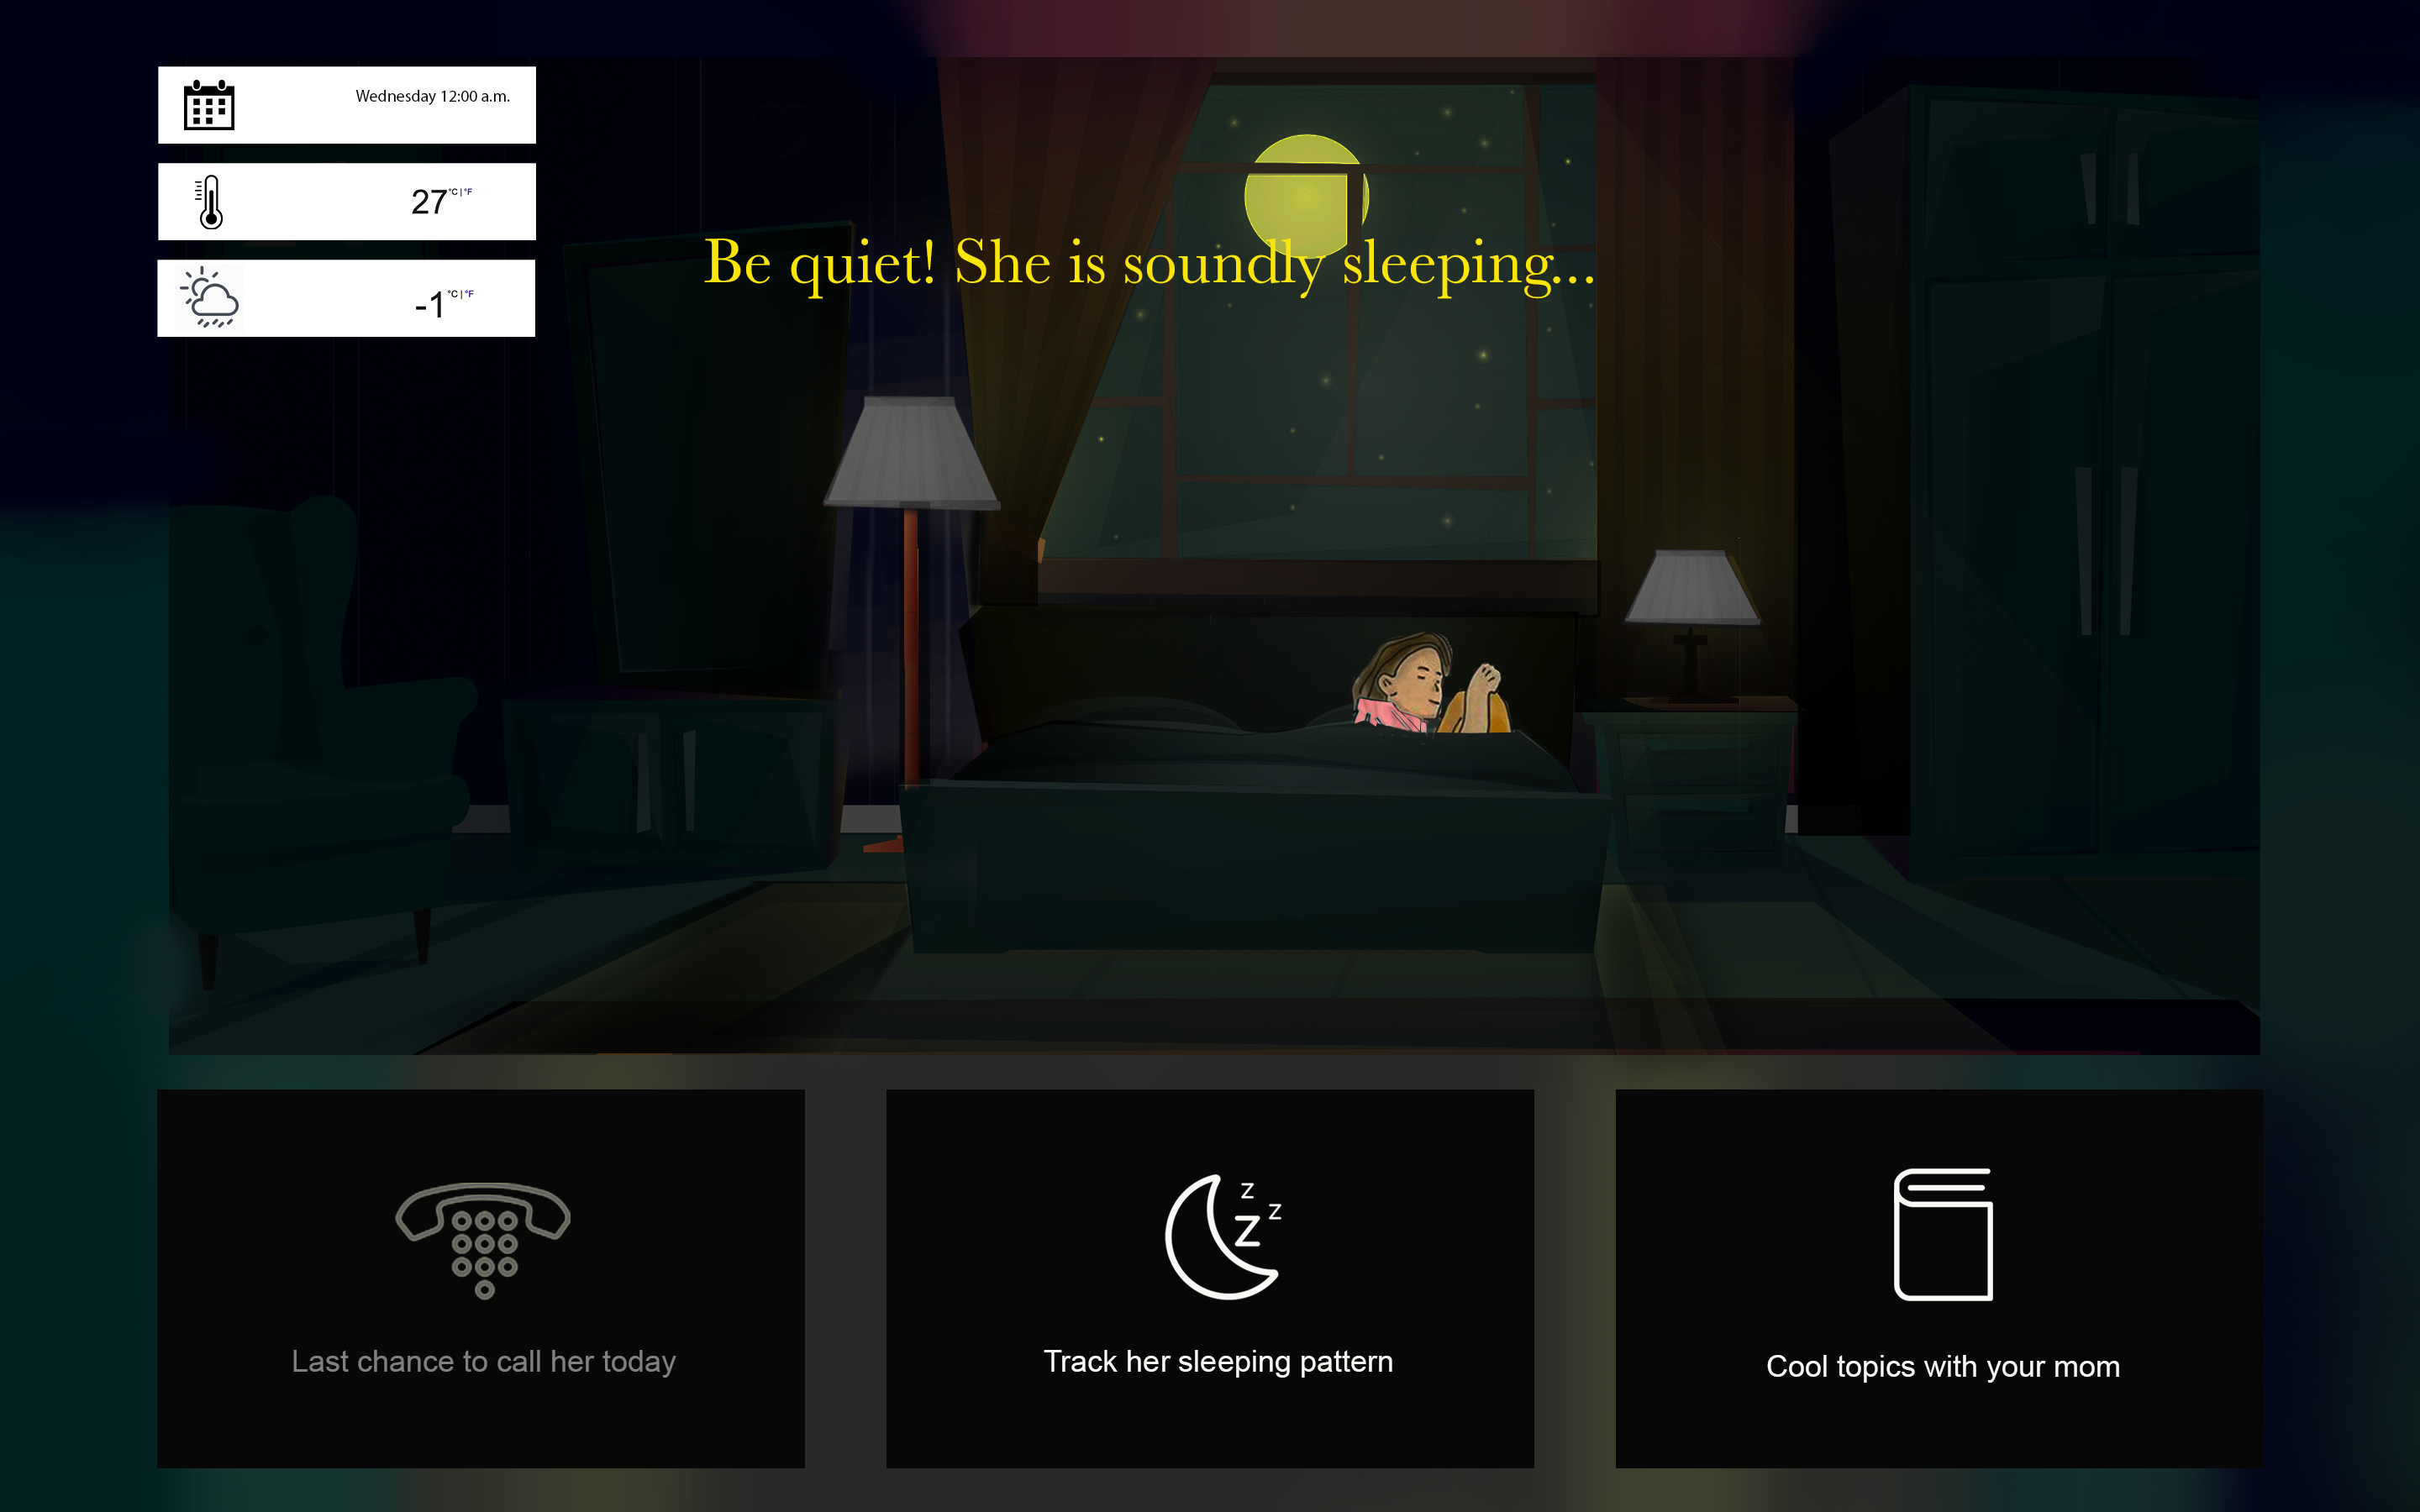 Wednesday 12:00 a.m.
27°C|°F
-1°C|°F
Be quiet! She is soundly sleeping...
z
z
z
Last chance to call her today
Track her sleeping pattern
Cool topics with your mom